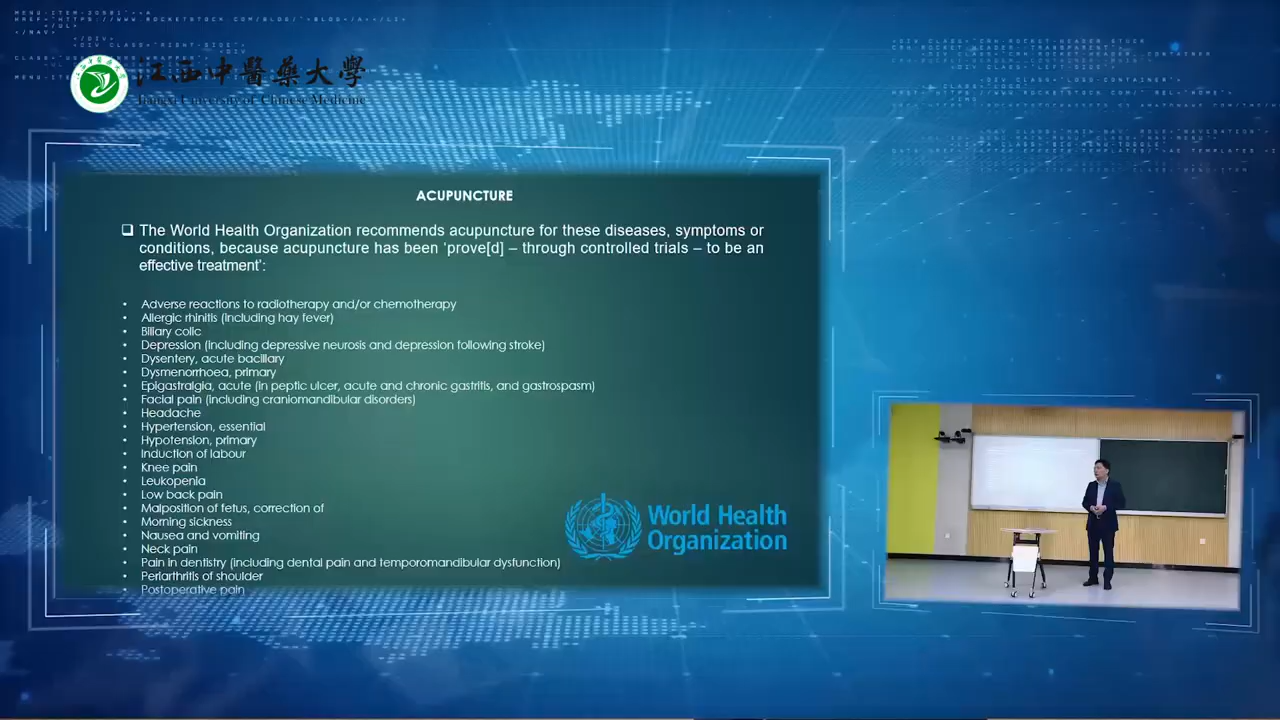 江西中醫藥大學
Jiangxi University of Chinese Medicine
ACUPUNCTURE
The World Health Organization recommends acupuncture for these diseases, symptoms or
conditions, because acupuncture has been 'prove[d] – through controlled trials – to be an
effective treatment':
• Adverse reactions to radiotherapy and/or chemotherapy
• Allergic rhinitis (including hay fever)
• Biliary colic
• Depression (including depressive neurosis and depression following stroke)
• Dysentery, acute bacillary
• Dysmenorrhoea, primary
• Epigastralgia, acute (in peptic ulcer, acute and chronic gastritis, and gastrospasm)
• Facial pain (including craniomandibular disorders)
• Headache
• Hypertension, essential
• Hypotension, primary
• Induction of labour
• Knee pain
• Leukopenia
• Low back pain
• Malposition of fetus, correction of
• Morning sickness
• Nausea and vomiting
• Neck pain
• Pain in dentistry (including dental pain and temporomandibular dysfunction)
• Periarthritis of shoulder
• Postoperative pain
World Health
Organization